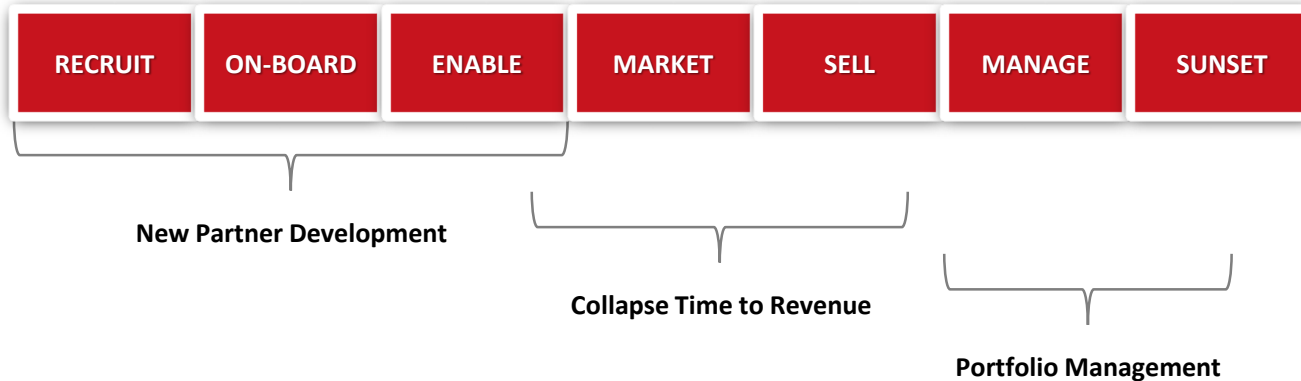 RECRUIT ON-BOARD ENABLE MARKET SELL MANAGE SUNSET
New Partner Development
Collapse Time to Revenue
Portfolio Management